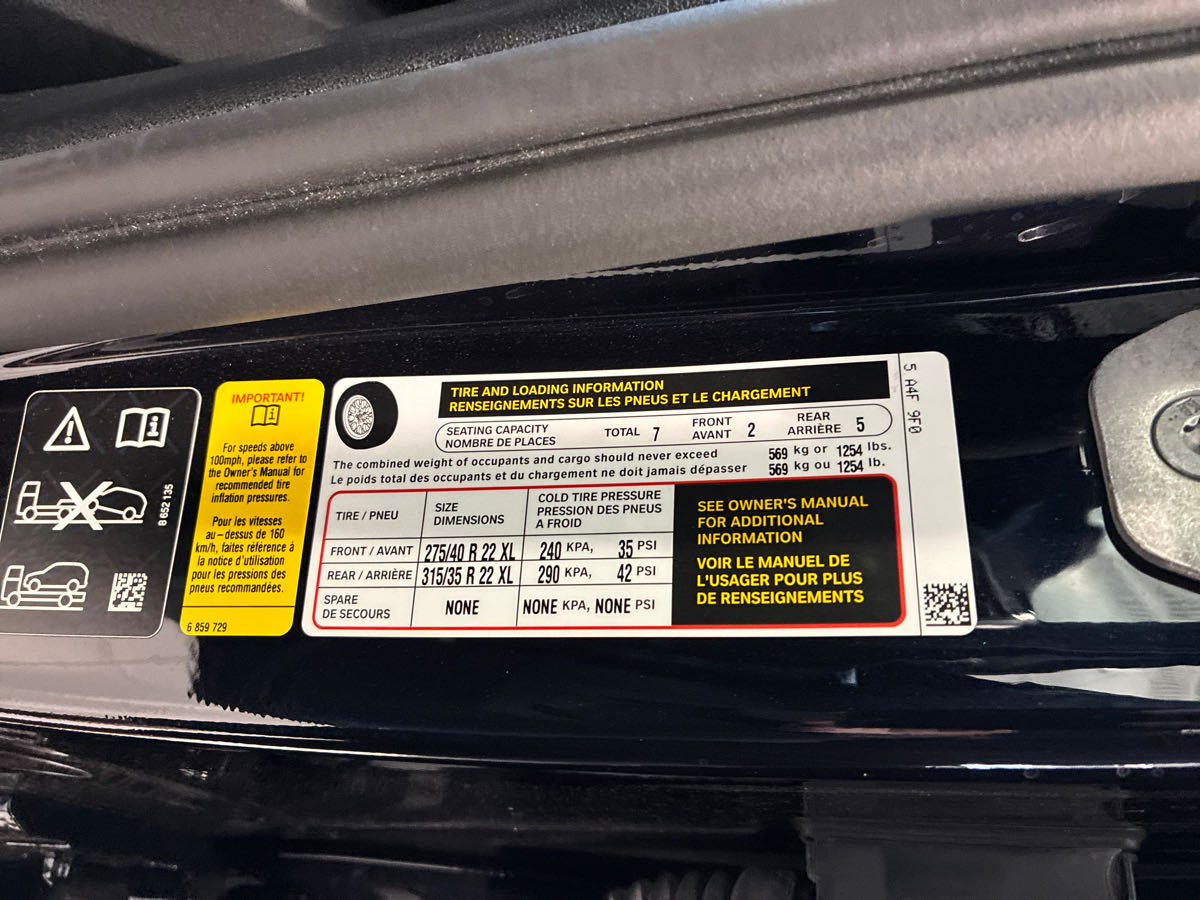 8 652 135
IMPORTANT!
For speeds above
100mph, please refer to
the Owner's Manual for
recommended tire
inflation pressures.
Pour les vitesses
au – dessus de 160
km/h, faites référence à
la notice d'utilisation
pour les pressions des
pneus recommandées.
6 859 729
TIRE AND LOADING INFORMATION
RENSEIGNEMENTS SUR LES PNEUS ET LE CHARGEMENT
SEATING CAPACITY
NOMBRE DE PLACES
TOTAL 7
FRONT
AVANT 2
REAR
ARRIÈRE 5
The combined weight of occupants and cargo should never exceed 569 kg or 1254 lbs.
Le poids total des occupants et du chargement ne doit jamais dépasser 569 kg ou 1254 lb.
TIRE / PNEU
SIZE
DIMENSIONS
COLD TIRE PRESSURE
PRESSION DES PNEUS
A FROID
FRONT / AVANT 275/40 R 22 XL 240 KPA, 35 PSI
REAR / ARRIÈRE 315/35 R 22 XL 290 KPA, 42 PSI
SPARE
DE SECOURS
NONE NONE KPA, NONE PSI
SEE OWNER'S MANUAL
FOR ADDITIONAL
INFORMATION
VOIR LE MANUEL DE
L'USAGER POUR PLUS
DE RENSEIGNEMENTS
5 A4F 9F0